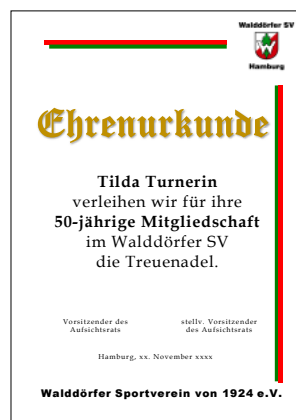 Walddörfer SV
Hamburg
Ehrenurkunde
Tilda Turnerin
verleihen wir für ihre
50-jährige Mitgliedschaft
im Walddörfer SV
die Treuenadel.
Vorsitzender des Aufsichtsrats
stellv. Vorsitzender des Aufsichtsrats
Hamburg, xx. November xxxx
Walddörfer Sportverein von 1924 e.V.